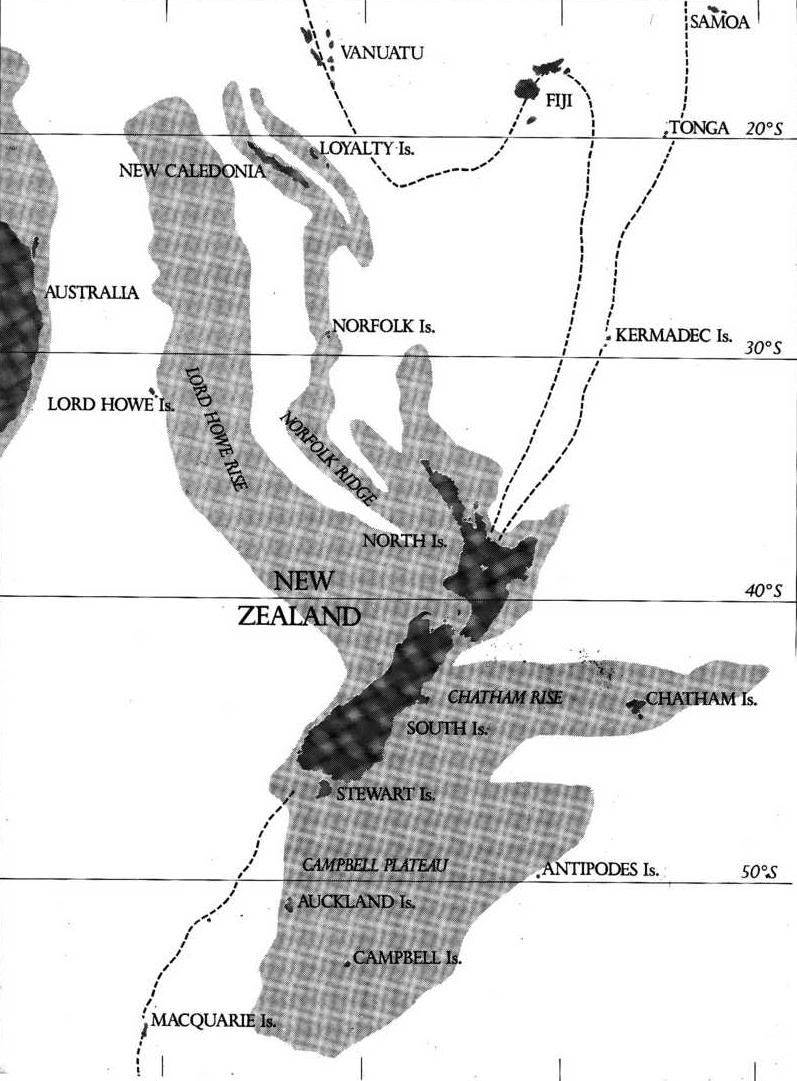 SAMOA
VANUATU
FIJI
TONGA
20°S
LOYALTY Is.
NEW CALEDONIA
AUSTRALIA
NORFOLK Is.
KERMADEC Is.
30°S
LORD HOWE Is.
LORD HOWE RISE
NORFOLK RIDGE
NORTH Is.
NEW
ZEALAND
40°S
CHATHAM RISE
CHATHAM Is.
SOUTH Is.
STEWART Is.
CAMPBELL PLATEAU
ANTIPODES Is.
50°S
AUCKLAND Is.
CAMPBELL Is.
MACQUARIE Is.